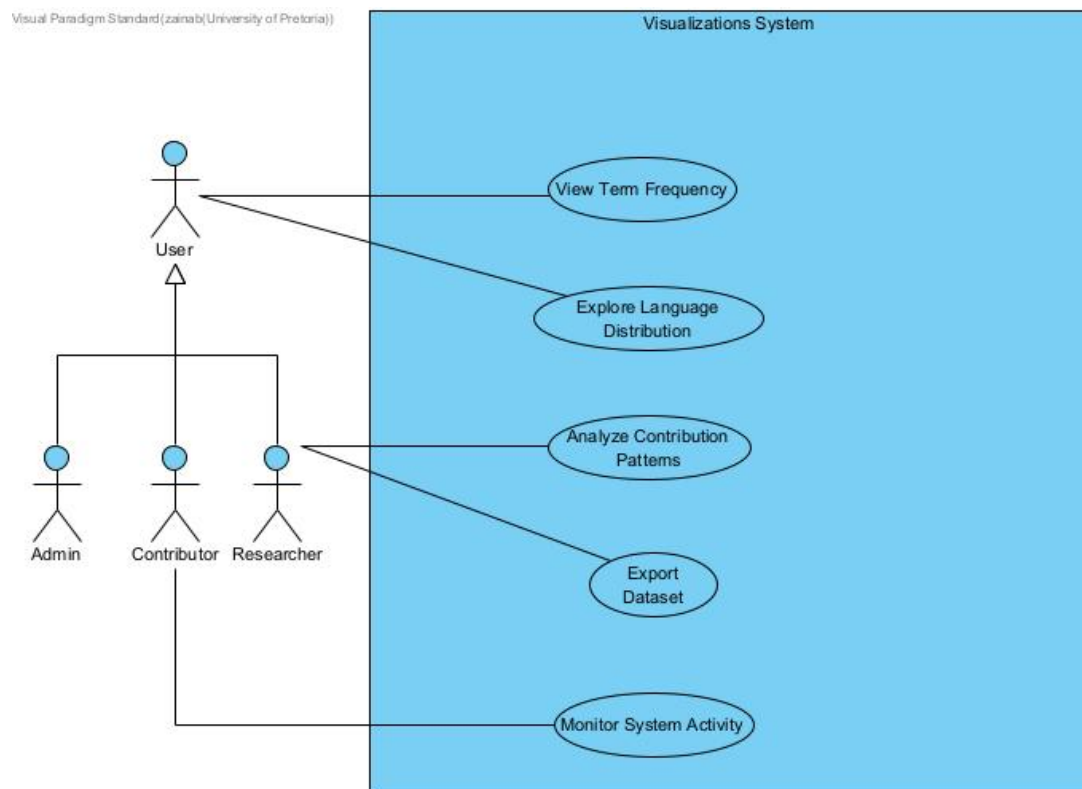 Visual Paradigm Standard(zainab(University of Pretoria))
Visualizations System
View Term Frequency
User
Explore Language
Distribution
Analyze Contribution
Patterns
Admin
Contributor
Researcher
Export
Dataset
Monitor System Activity